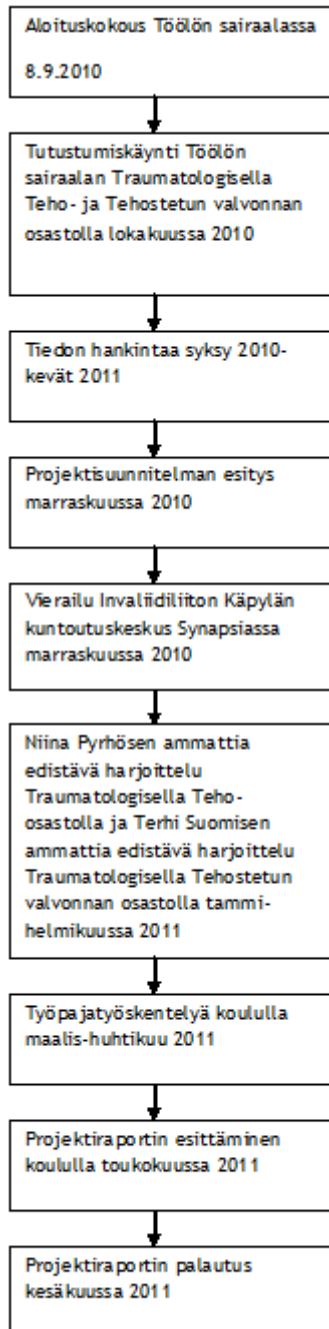 Aloituskokous Töölön sairaalassa
8.9.2010
Tutustumiskäynti Töölön
sairaalan Traumatologisella
Teho- ja Tehostetun valvonnan
osastolla lokakuussa 2010
Tiedon hankintaa syksy 2010-
kevät 2011
Projektisuunnitelman esitys
marraskuussa 2010
Vierailu Invaliidiliiton Käpylän
kuntoutuskeskus Synapsiassa
marraskuussa 2010
Niina Pyrhösen ammattia
edistävä harjoittelu
Traumatologisella Teho-
osastolla ja Terhi Suomisen
ammattia edistävä harjoittelu
Traumatologisella Tehostetun
valvonnan osastolla tammi-
helmikuussa 2011
Työpajatyöskentelyä koululla
maalis-huhtikuu 2011
Projektiraportin esittäminen
koululla toukokuussa 2011
Projektiraportin palautus
kesäkuussa 2011